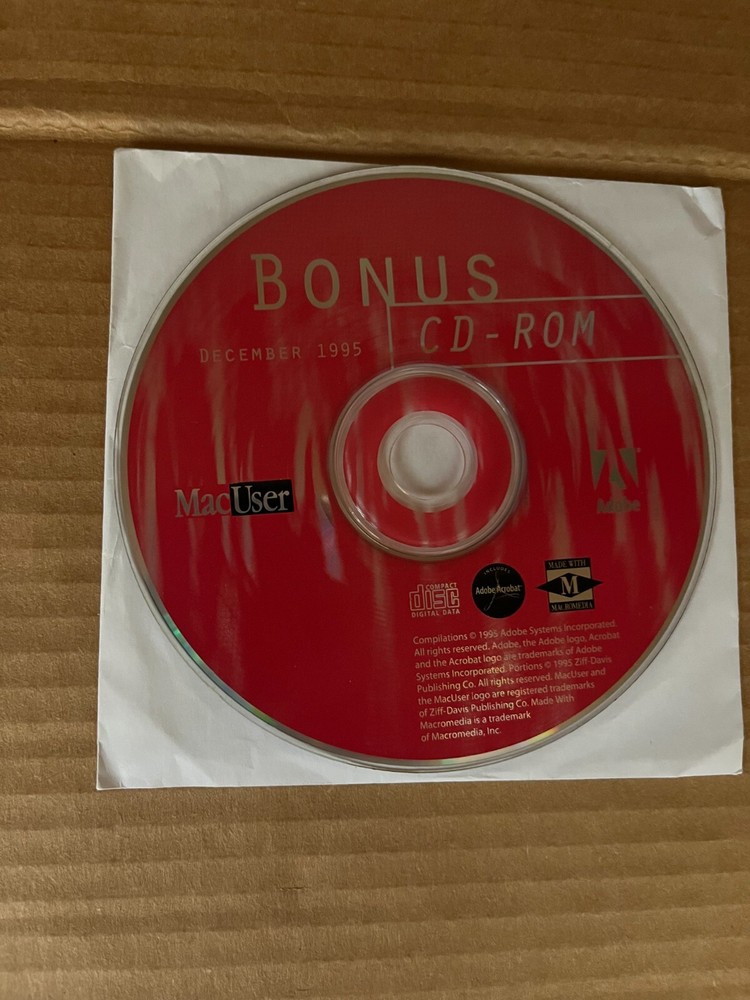 BONUS
CD-ROM
DECEMBER 1995
MacUser
Adobe
COMPACT
disc
DIGITAL DATA
INCLUDES
Adobe Acrobat
MADE WITH
M
MACROMEDIA
Compilations © 1995 Adobe Systems Incorporated.
All rights reserved. Adobe, the Adobe logo, Acrobat
and the Acrobat logo are trademarks of Adobe
Systems Incorporated. Portions © 1995 Ziff-Davis
Publishing Co. All rights reserved. MacUser and
the MacUser logo are registered trademarks
of Ziff-Davis Publishing Co. Made With
Macromedia is a trademark
of Macromedia, Inc.